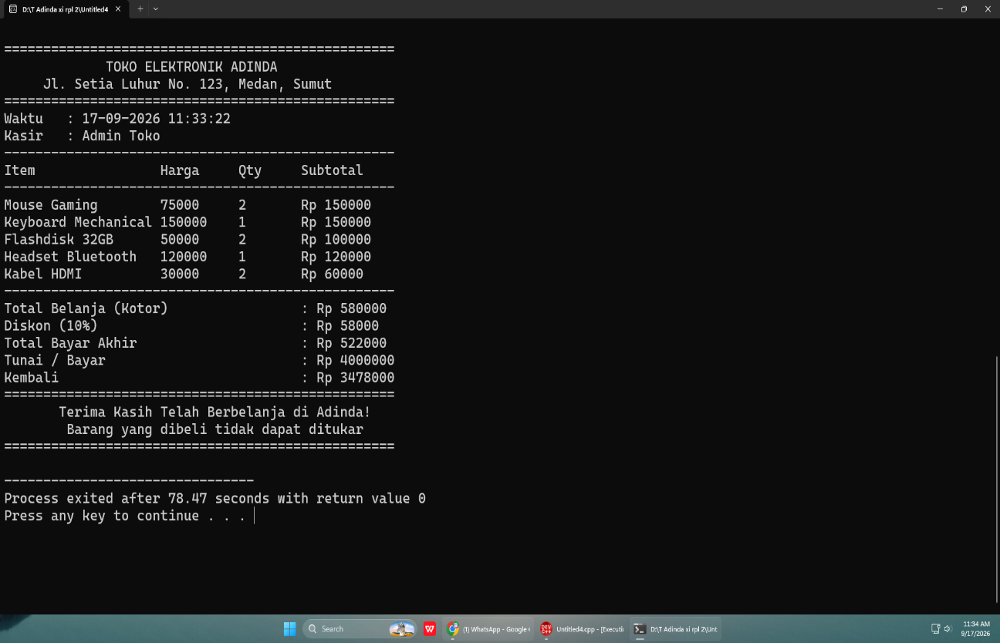 D:\T Adinda xi rpl 2\Untitled4
==================================================
TOKO ELEKTRONIK ADINDA
Jl. Setia Luhur No. 123, Medan, Sumut
==================================================
Waktu   : 17-09-2026 11:33:22
Kasir   : Admin Toko
--------------------------------------------------
Item                Harga     Qty     Subtotal
--------------------------------------------------
Mouse Gaming        75000     2       Rp 150000
Keyboard Mechanical 150000    1       Rp 150000
Flashdisk 32GB      50000     2       Rp 100000
Headset Bluetooth   120000    1       Rp 120000
Kabel HDMI          30000     2       Rp 60000
--------------------------------------------------
Total Belanja (Kotor)                 : Rp 580000
Diskon (10%)                          : Rp 58000
Total Bayar Akhir                     : Rp 522000
Tunai / Bayar                         : Rp 4000000
Kembali                               : Rp 3478000
==================================================
Terima Kasih Telah Berbelanja di Adinda!
Barang yang dibeli tidak dapat ditukar
==================================================
--------------------------------
Process exited after 78.47 seconds with return value 0
Press any key to continue . . .
Search
(1) WhatsApp - Google
Untitled4.cpp - [Executi
D:\T Adinda xi rpl 2\Unt
11:34 AM
9/17/2026